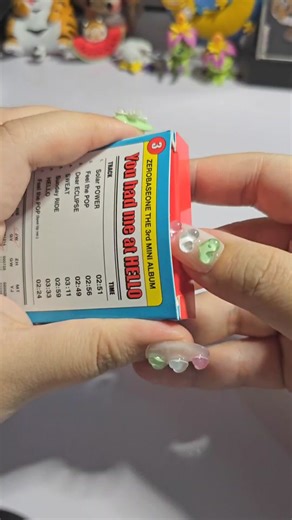 3
ZEROBASEONE THE 3rd MINI ALBUM
You had me at HELLO
TRACK TIME
Solar POWER 02:51
Feel the POP 02:56
Dear ECLIPSE 02:49
SWEAT 03:11
Sunday RIDE 02:59
HELLO 03:33
Feel the POP 02:24